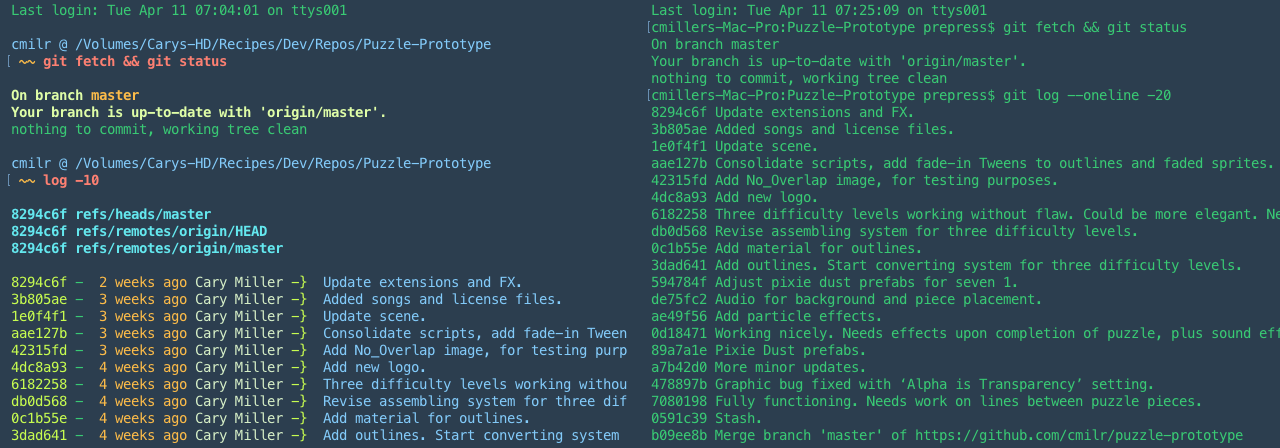 Last login: Tue Apr 11 07:04:01 on ttys001
cmilr @ /Volumes/Carys-HD/Recipes/Dev/Repos/Puzzle-Prototype
[ ~~ git fetch && git status
On branch master
Your branch is up-to-date with 'origin/master'.
nothing to commit, working tree clean
cmilr @ /Volumes/Carys-HD/Recipes/Dev/Repos/Puzzle-Prototype
[ ~~ log -10
8294c6f refs/heads/master
8294c6f refs/remotes/origin/HEAD
8294c6f refs/remotes/origin/master
8294c6f – 2 weeks ago Cary Miller –} Update extensions and FX.
3b805ae – 3 weeks ago Cary Miller –} Added songs and license files.
1e0f4f1 – 3 weeks ago Cary Miller –} Update scene.
aae127b – 3 weeks ago Cary Miller –} Consolidate scripts, add fade-in Tween
42315fd – 4 weeks ago Cary Miller –} Add No_Overlap image, for testing purp
4dc8a93 – 4 weeks ago Cary Miller –} Add new logo.
6182258 – 4 weeks ago Cary Miller –} Three difficulty levels working withou
db0d568 – 4 weeks ago Cary Miller –} Revise assembling system for three dif
0c1b55e – 4 weeks ago Cary Miller –} Add material for outlines.
3dad641 – 4 weeks ago Cary Miller –} Add outlines. Start converting system
Last login: Tue Apr 11 07:25:09 on ttys001
[cmillers-Mac-Pro:Puzzle-Prototype prepress$ git fetch && git status
On branch master
Your branch is up-to-date with 'origin/master'.
nothing to commit, working tree clean
[cmillers-Mac-Pro:Puzzle-Prototype prepress$ git log --oneline -20
8294c6f Update extensions and FX.
3b805ae Added songs and license files.
1e0f4f1 Update scene.
aae127b Consolidate scripts, add fade-in Tweens to outlines and faded sprites.
42315fd Add No_Overlap image, for testing purposes.
4dc8a93 Add new logo.
6182258 Three difficulty levels working without flaw. Could be more elegant. Ne
db0d568 Revise assembling system for three difficulty levels.
0c1b55e Add material for outlines.
3dad641 Add outlines. Start converting system for three difficulty levels.
594784f Adjust pixie dust prefabs for seven 1.
de75fc2 Audio for background and piece placement.
ae49f56 Add particle effects.
0d18471 Working nicely. Needs effects upon completion of puzzle, plus sound eff
89a7a1e Pixie Dust prefabs.
a7b42d0 More minor updates.
478897b Graphic bug fixed with ‘Alpha is Transparency’ setting.
7080198 Fully functioning. Needs work on lines between puzzle pieces.
0591c39 Stash.
b09ee8b Merge branch 'master' of https://github.com/cmilr/puzzle-prototype